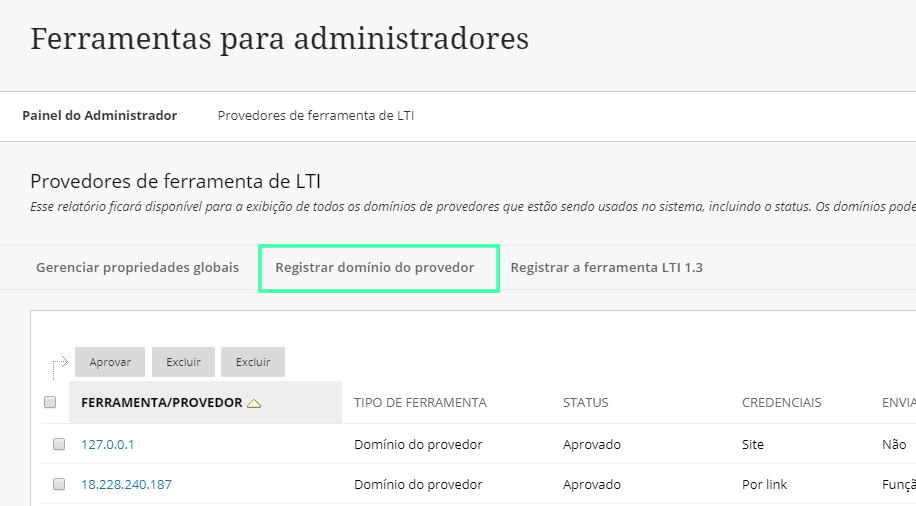 Ferramentas para administradores
Painel do Administrador Provedores de ferramenta de LTI
Provedores de ferramenta de LTI
Esse relatório ficará disponível para a exibição de todos os domínios de provedores que estão sendo usados no sistema, incluindo o status. Os domínios pode
Gerenciar propriedades globais Registrar domínio do provedor Registrar a ferramenta LTI 1.3
Aprovar Excluir Excluir
FERRAMENTA/PROVEDOR TIPO DE FERRAMENTA STATUS CREDENCIAIS ENVIA
127.0.0.1 Domínio do provedor Aprovado Site Não
18.228.240.187 Domínio do provedor Aprovado Por link Funçã